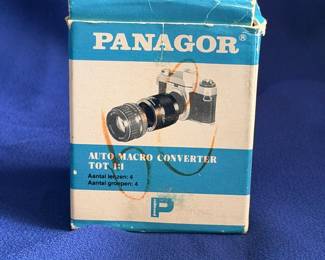 PANAGOR®
AUTO MACRO CONVERTER
TOT 1:1
Aantal lenzen: 4
Aantal groepen: 4
P